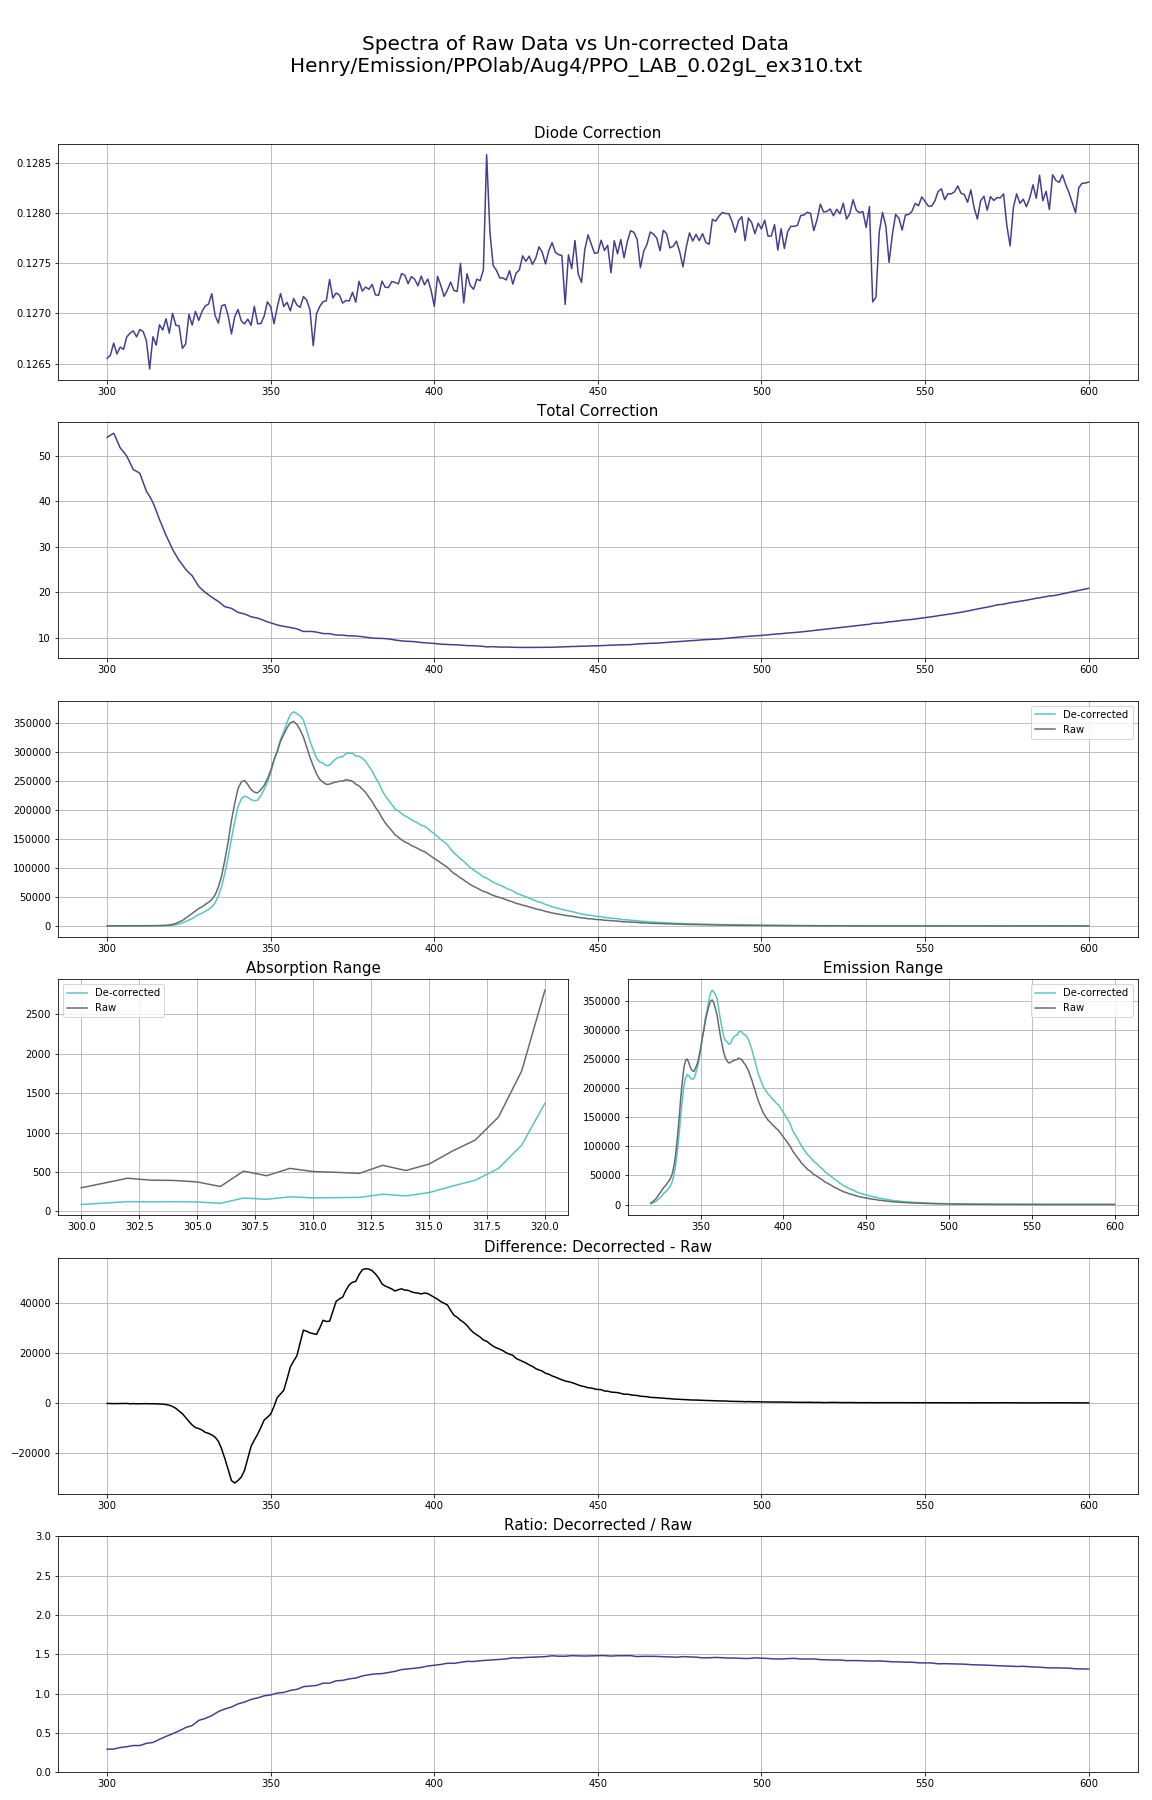 Spectra of Raw Data vs Un-corrected Data
Henry/Emission/PPOlab/Aug4/PPO_LAB_0.02gL_ex310.txt
Diode Correction
0.1285
0.1280
0.1275
0.1270
0.1265
300 350 400 450 500 550 600
Total Correction
50
40
30
20
10
300 350 400 450 500 550 600
De-corrected
Raw
350000
300000
250000
200000
150000
100000
50000
0
300 350 400 450 500 550 600
Absorption Range
De-corrected
Raw
2500
2000
1500
1000
500
0
300.0 302.5 305.0 307.5 310.0 312.5 315.0 317.5 320.0
Emission Range
De-corrected
Raw
350000
300000
250000
200000
150000
100000
50000
0
350 400 450 500 550 600
Difference: Decorrected - Raw
40000
20000
0
−20000
300 350 400 450 500 550 600
Ratio: Decorrected / Raw
3.0
2.5
2.0
1.5
1.0
0.5
0.0
300 350 400 450 500 550 600